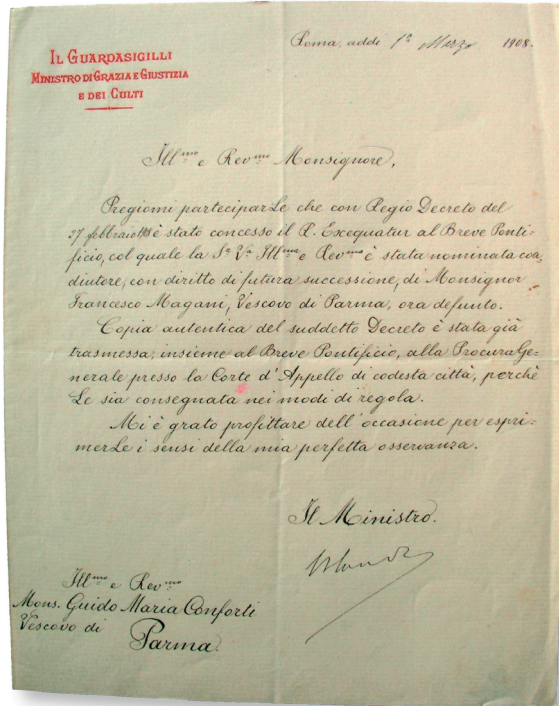 IL GUARDASIGILLI
MINISTRO DI GRAZIA E GIUSTIZIA
E DEI CULTI
Roma, addì 1º Marzo 1908.
Ill.mo e Rev.mo Monsignore,
Pregiomi parteciparLe che con Regio Decreto del
27 febbraio 1908 è stato concesso il R. Exequatur al Breve Ponti-
ficio, col quale la S.a V.a Ill.ma e Rev.ma è stata nominata coa-
diutore, con diritto di futura successione, di Monsignor
Francesco Magani, Vescovo di Parma, ora defunto.
Copia autentica del suddetto Decreto è stata già
trasmessa, insieme al Breve Pontificio, alla Procura Ge-
nerale presso la Corte d'Appello di codesta città, perchè
Le sia consegnata nei modi di regola.
Mi è grato profittare dell'occasione per espri-
merLe i sensi della mia perfetta osservanza.
Il Ministro.
Ill.mo e Rev.mo
Mons. Guido Maria Conforti
Vescovo di
Parma